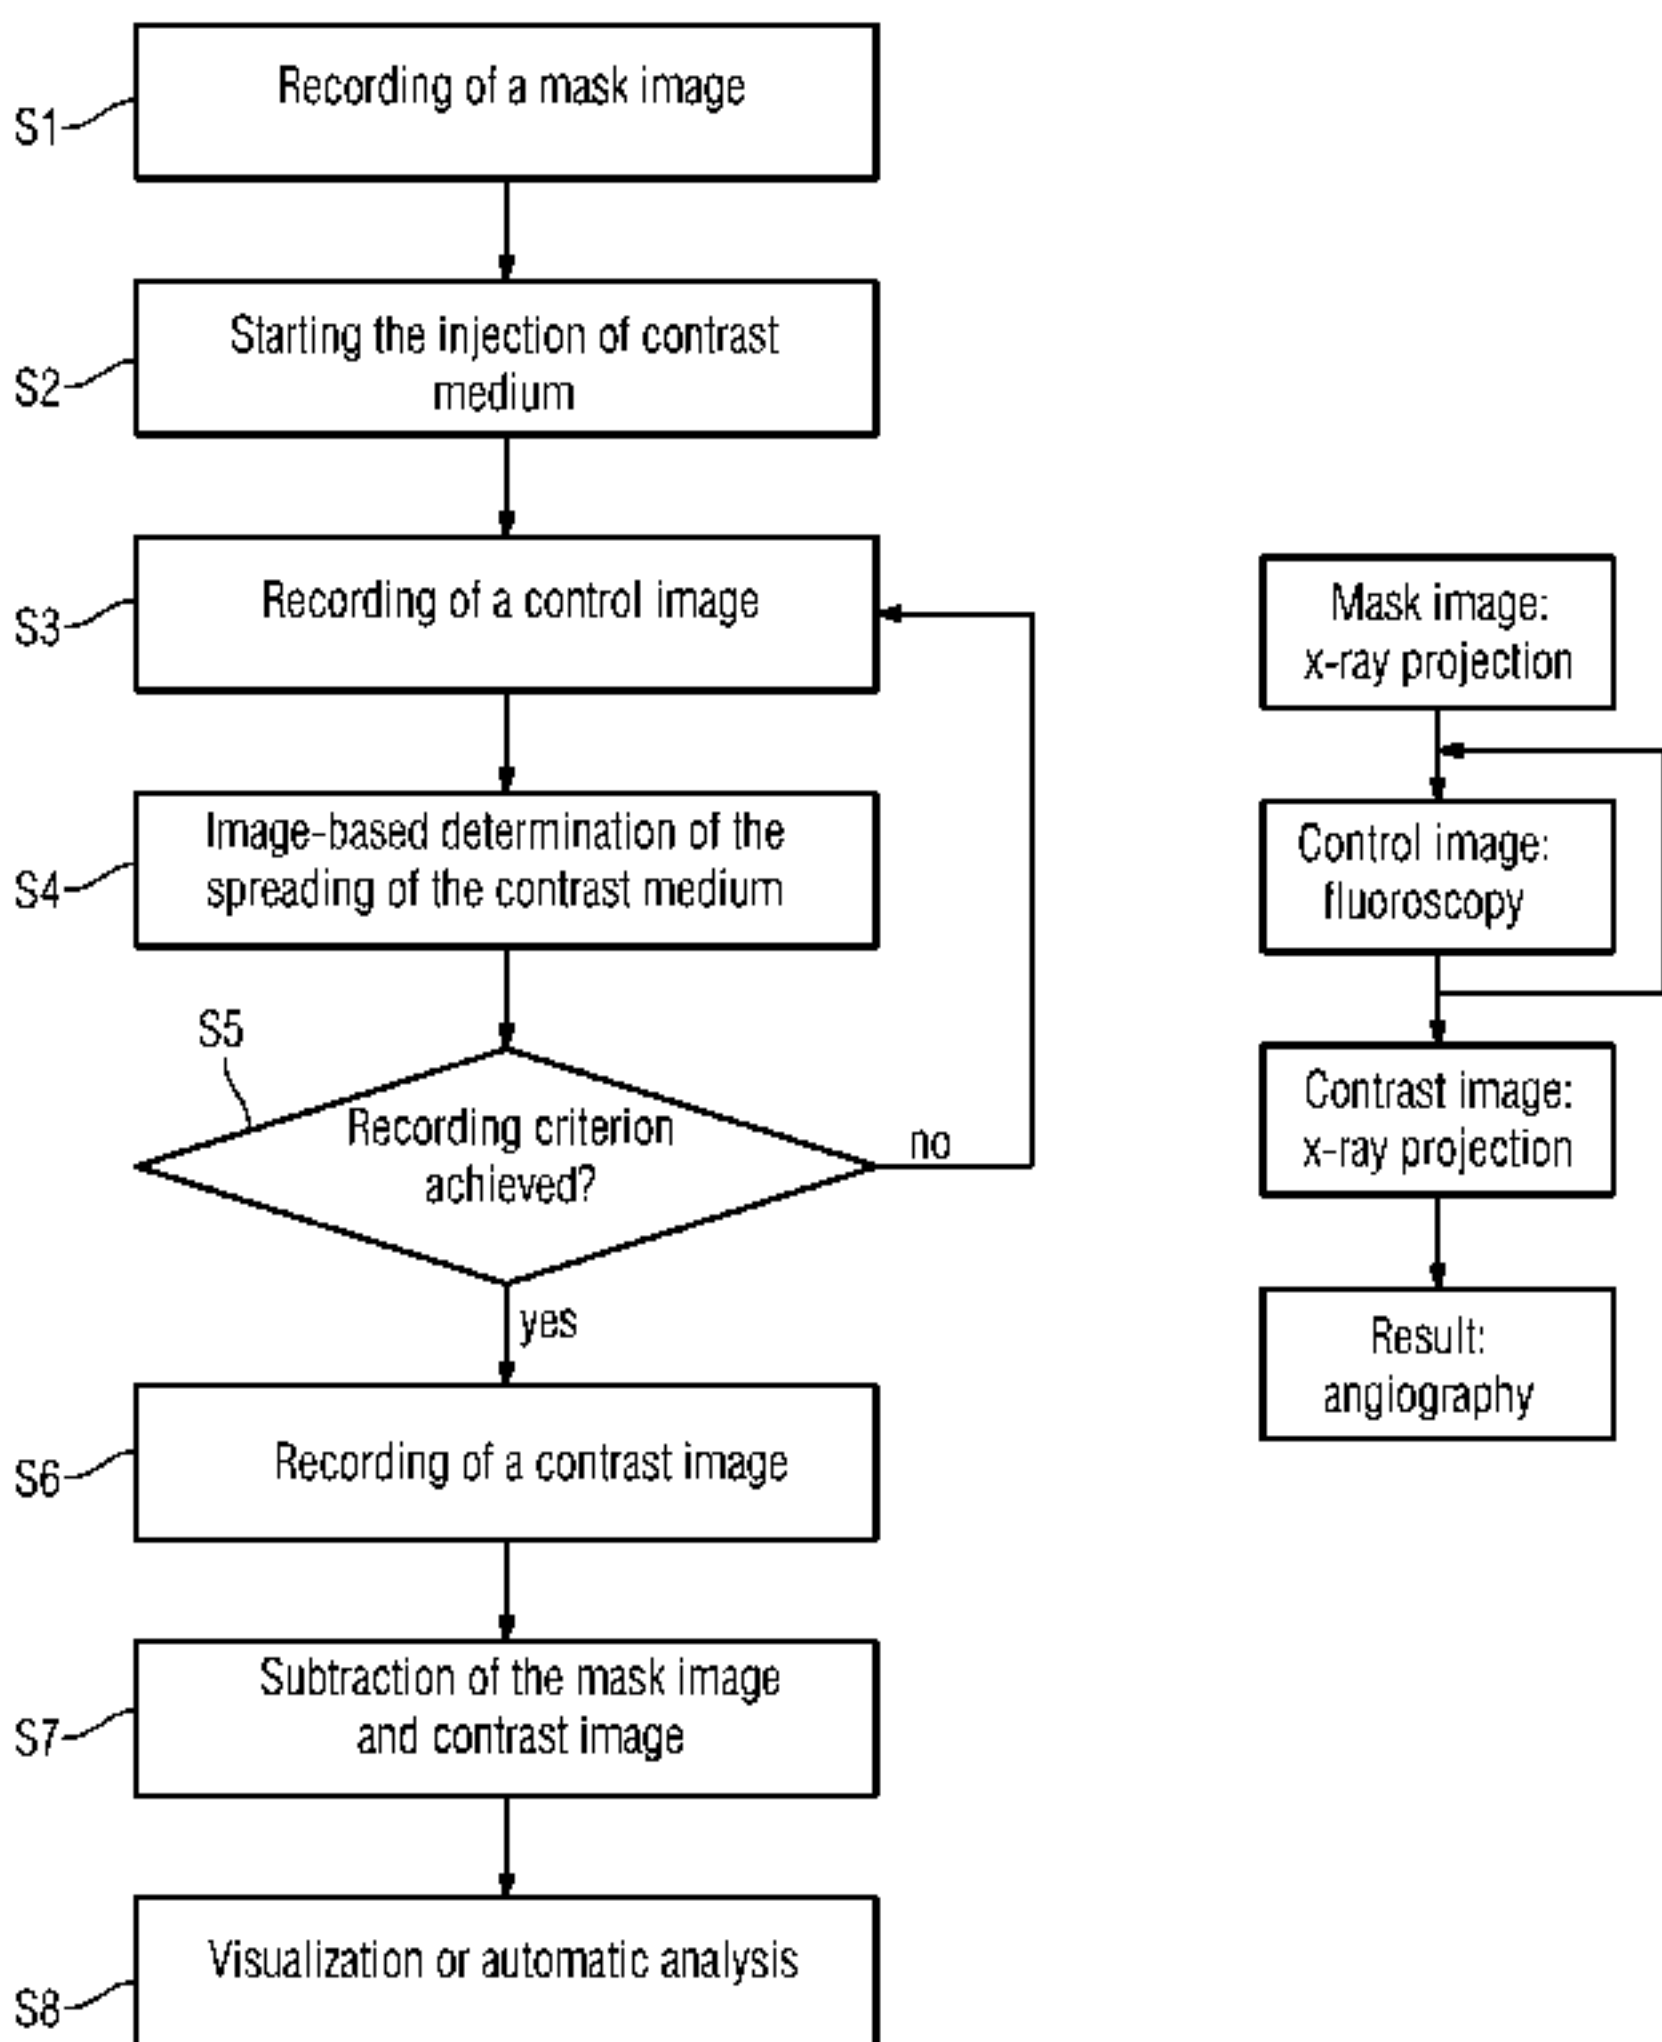 S1
Recording of a mask image
S2
Starting the injection of contrast
medium
S3
Recording of a control image
S4
Image-based determination of the
spreading of the contrast medium
S5
Recording criterion
achieved?
no
yes
S6
Recording of a contrast image
S7
Subtraction of the mask image
and contrast image
S8
Visualization or automatic analysis
Mask image:
x-ray projection
Control image:
fluoroscopy
Contrast image:
x-ray projection
Result:
angiography